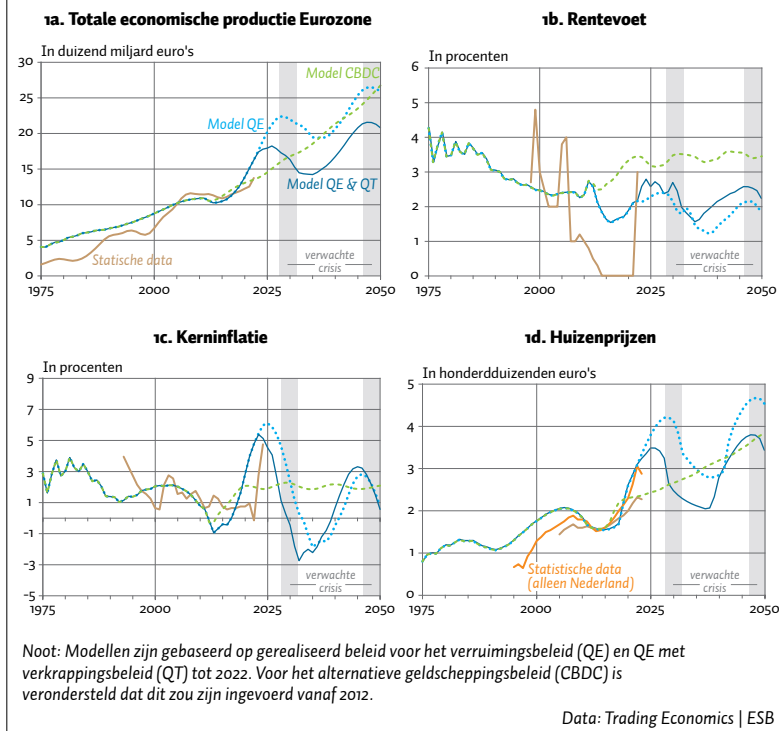 1a. Totale economische productie Eurozone
In duizend miljard euro's
30
25
20
15
10
5
0
1975
2000
2025
2050
Model CBDC
Model QE
Model QE & QT
Statische data
verwachte
crisis
1b. Rentevoet
In procenten
6
5
4
3
2
1
0
1975
2000
2025
2050
verwachte
crisis
1c. Kerninflatie
In procenten
9
7
5
3
1
-1
-3
-5
1975
2000
2025
2050
verwachte
crisis
1d. Huizenprijzen
In honderdduizenden euro's
5
4
3
2
1
0
1975
2000
2025
2050
Statistische data
(alleen Nederland)
verwachte
crisis
Noot: Modellen zijn gebaseerd op gerealiseerd beleid voor het verruimingsbeleid (QE) en QE met
verkrappingsbeleid (QT) tot 2022. Voor het alternatieve geldscheppingsbeleid (CBDC) is
verondersteld dat dit zou zijn ingevoerd vanaf 2012.
Data: Trading Economics | ESB